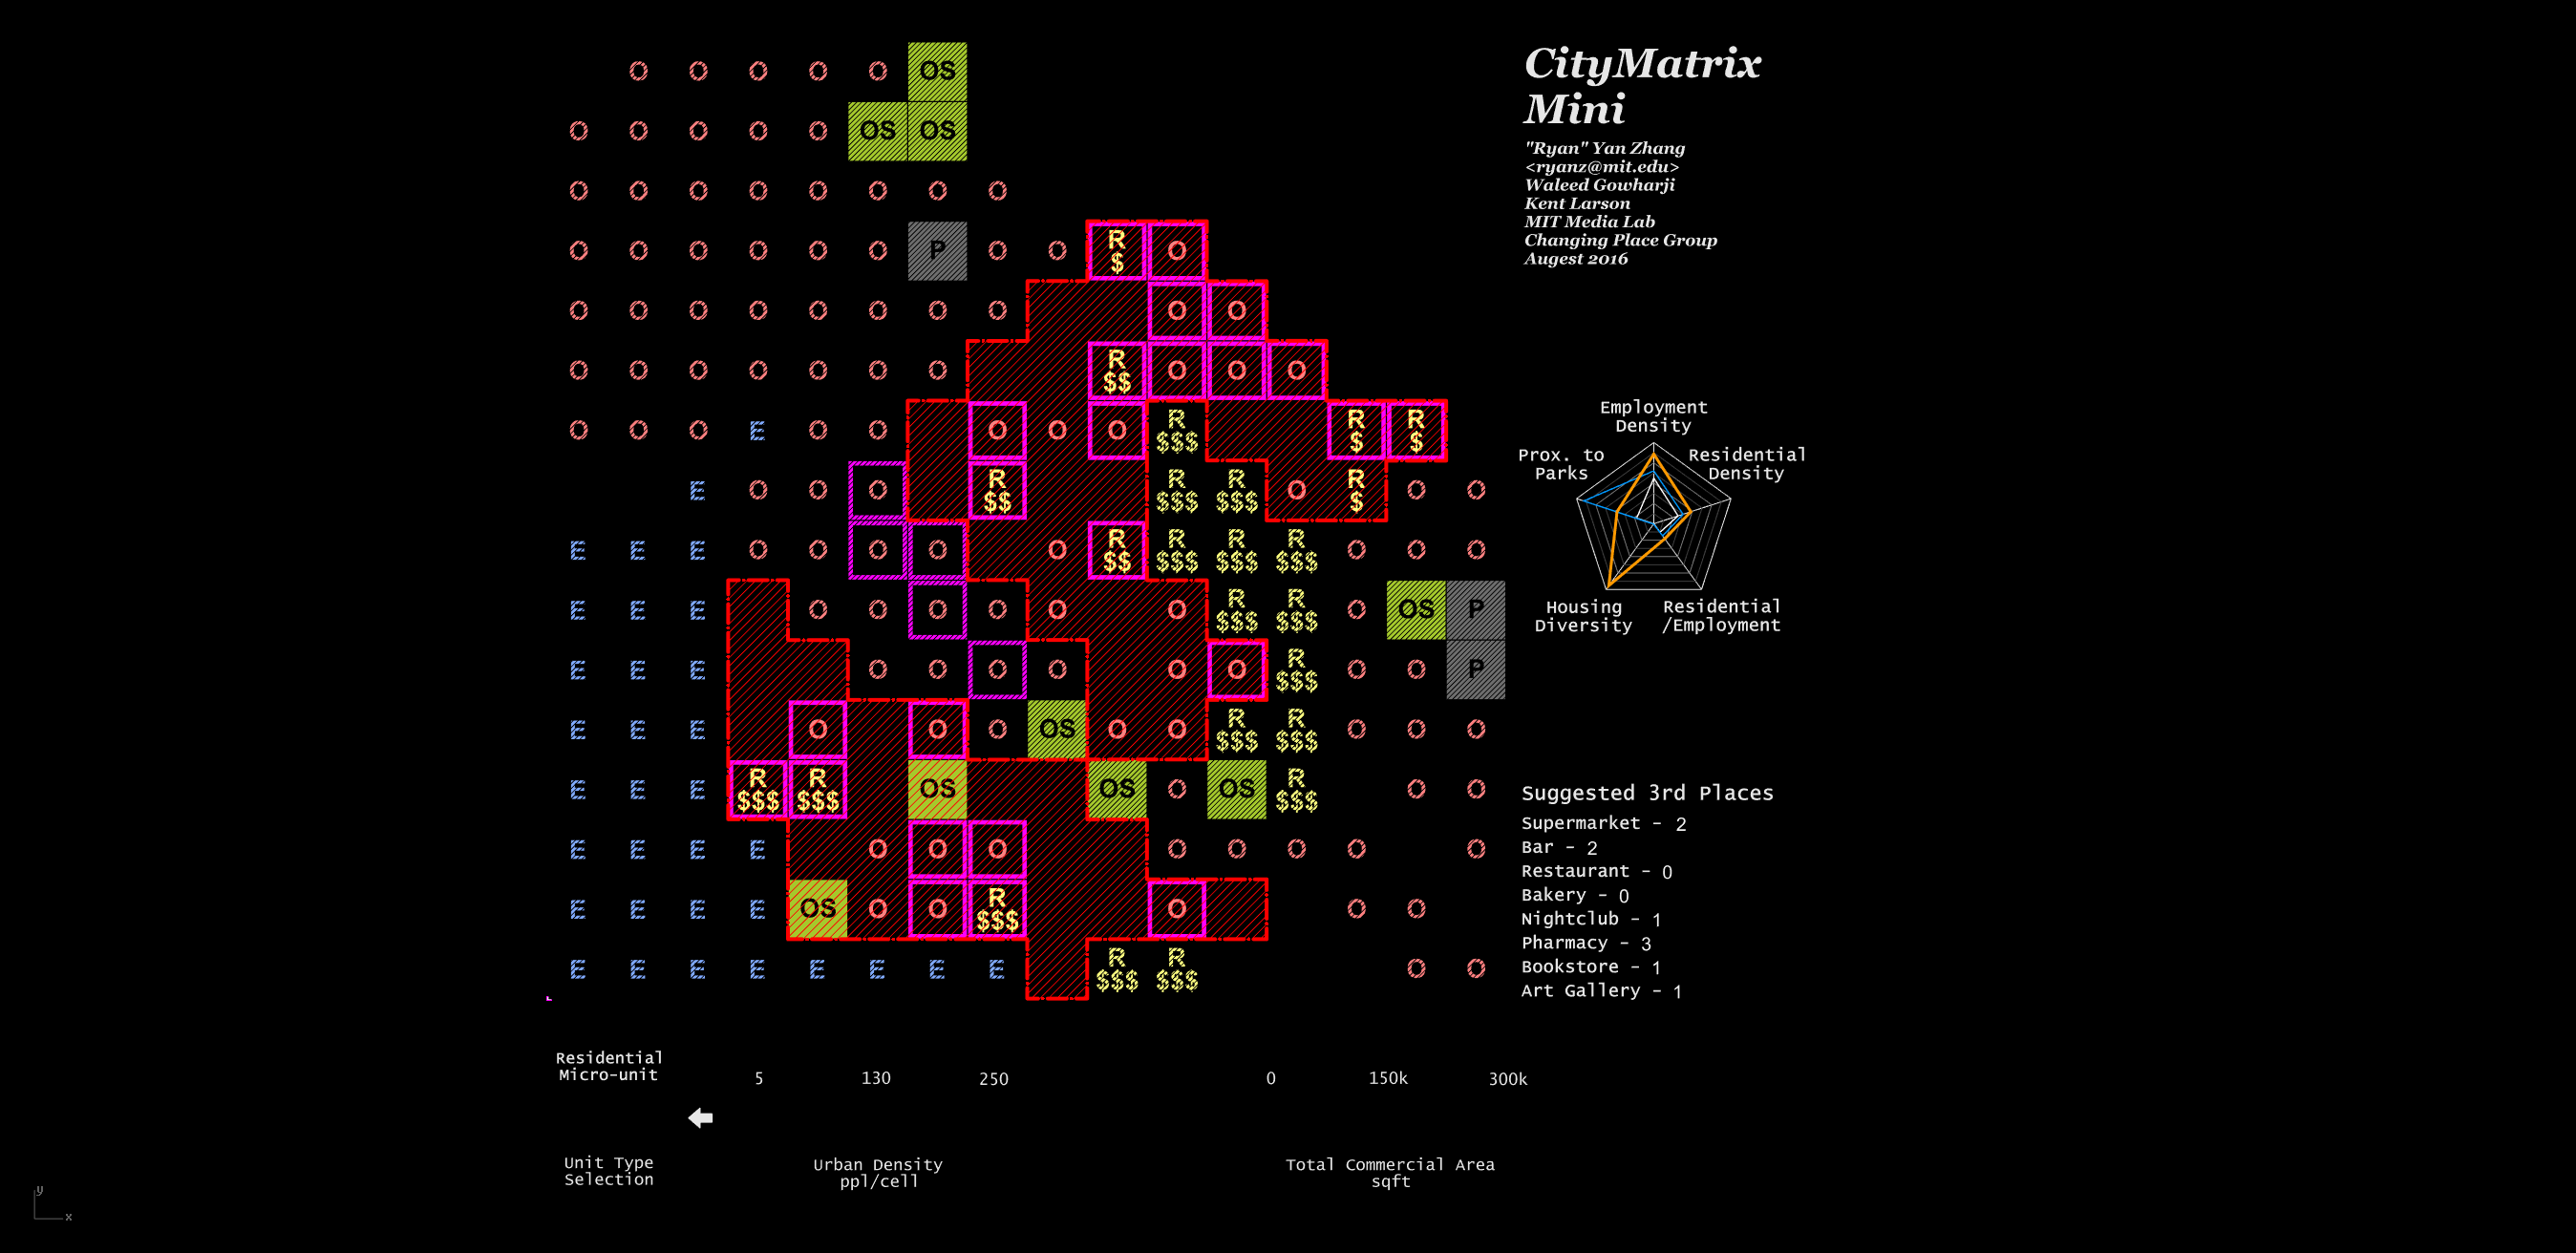 CityMatrix
Mini
"Ryan" Yan Zhang
<ryanz@mit.edu>
Waleed Gowharji
Kent Larson
MIT Media Lab
Changing Place Group
Augest 2016
O O O O O OS
O O O O O OS OS
O O O O O O O O
O O O O O O P O O R $ O
O O O O O O O O O O
O O O O O O O R $$ O O O
O O O E O O O O O R $$$ R $ R $
E O O O R $$ R $$$ R $$$ O R $ O O
E E E O O O O O R $$ R $$$ R $$$ R $$$ O O O
E E E O O O O O O R $$$ R $$$ O OS P
E E E O O O O O O R $$$ O O P
E E E O O O OS O O R $$$ R $$$ O O O
E E E R $$$ R $$$ OS OS O OS R $$$ O O
E E E E O O O O O O O O
E E E E OS O O R $$$ O O O
E E E E E E E E R $$$ R $$$ O O
Employment
Density
Prox. to
Parks
Residential
Density
Housing
Diversity
Residential
/Employment
Suggested 3rd Places
Supermarket - 2
Bar - 2
Restaurant - 0
Bakery - 0
Nightclub - 1
Pharmacy - 3
Bookstore - 1
Art Gallery - 1
Residential
Micro-unit
5 130 250
0 150k 300k
Unit Type
Selection
Urban Density
ppl/cell
Total Commercial Area
sqft
y
x